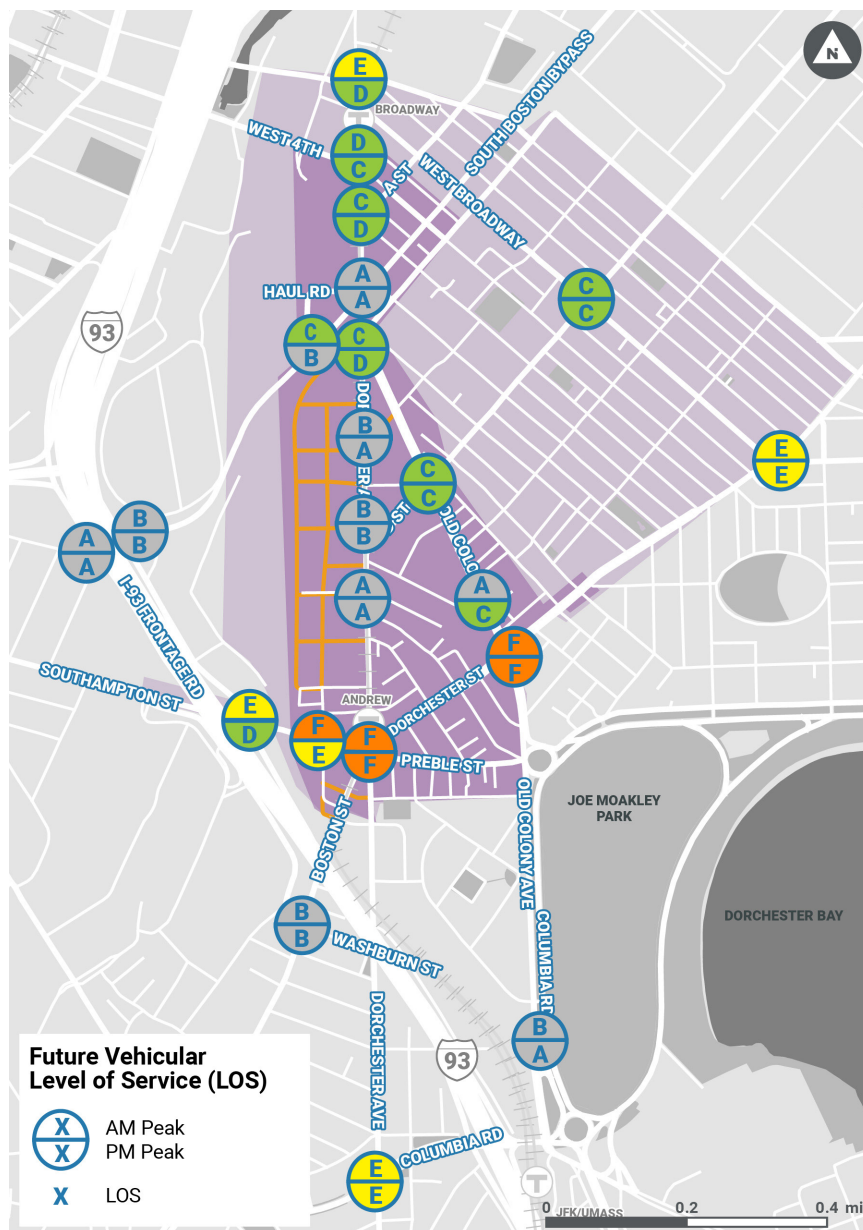 N
E
D
BROADWAY
T
SOUTH BOSTON BYPASS
WEST 4TH
D
C
A ST
WEST BROADWAY
C
D
HAUL RD
A
A
C
C
93
C
B
C
D
B
A
E
E
C
C
B
B
OLD COLO
ST
A
A
B
B
A
A
A
C
I-93 FRONTAGE RD
F
F
SOUTHAMPTON ST
DORCHESTER ST
ANDREW
E
D
F
E
F
F
PREBLE ST
BOSTON ST
OLD COLONY AVE
JOE MOAKLEY
PARK
DORCHESTER BAY
B
B
WASHBURN ST
COLUMBIA RD
DORCHESTER AVE
B
A
93
Future Vehicular
Level of Service (LOS)
X
X
AM Peak
PM Peak
X LOS
COLUMBIA RD
E
E
T
JFK/UMASS
0 0.2 0.4 mi